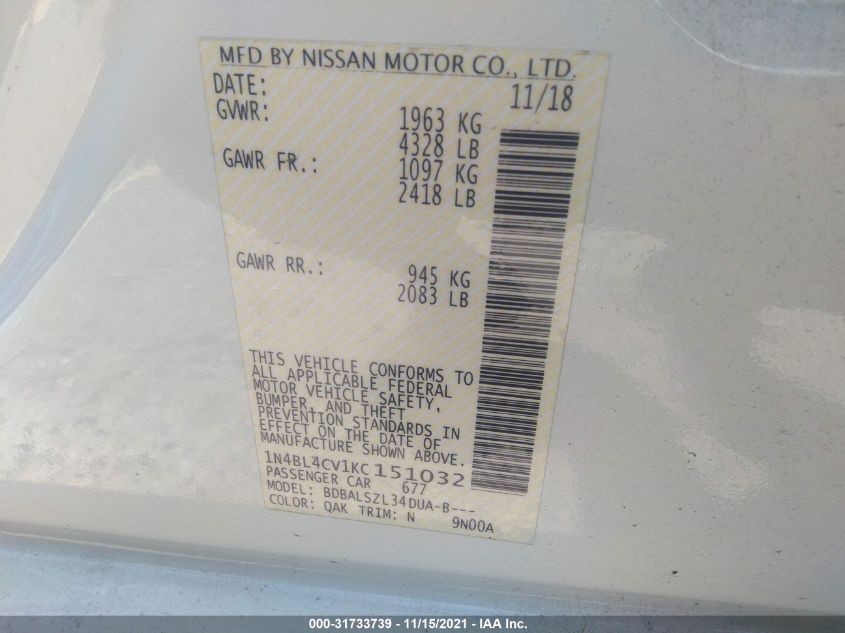 MFD BY NISSAN MOTOR CO., LTD.
DATE: 11/18
GVWR: 1963 KG
4328 LB
GAWR FR.: 1097 KG
2418 LB
GAWR RR.: 945 KG
2083 LB
THIS VEHICLE CONFORMS TO
ALL APPLICABLE FEDERAL
MOTOR VEHICLE SAFETY,
BUMPER, AND THEFT
PREVENTION STANDARDS IN
EFFECT ON THE DATE OF
MANUFACTURE SHOWN ABOVE.
1N4BL4CV1KC151032
PASSENGER CAR 677
MODEL: BDBALSZL34DUA-B---
COLOR: QAK TRIM: N 9N00A
000-31733739 - 11/15/2021 - IAA Inc.